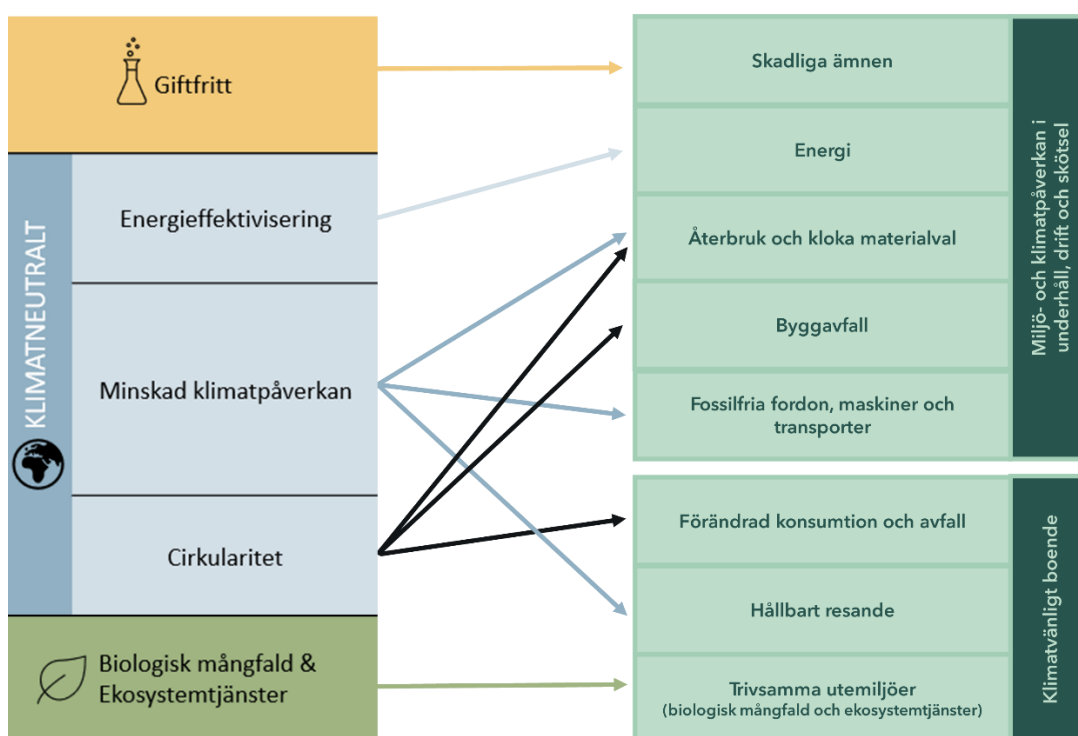 Giftfritt
KLIMATNEUTRALT
Energieffektivisering
Minskad klimatpåverkan
Cirkularitet
Biologisk mångfald &
Ekosystemtjänster
Skadliga ämnen
Energi
Återbruk och kloka materialval
Byggavfall
Fossilfria fordon, maskiner och
transporter
Miljö- och klimatpåverkan i
underhåll, drift och skötsel
Förändrad konsumtion och avfall
Hållbart resande
Trivsamma utemiljöer
(biologisk mångfald och ekosystemtjänster)
Klimatvänligt boende